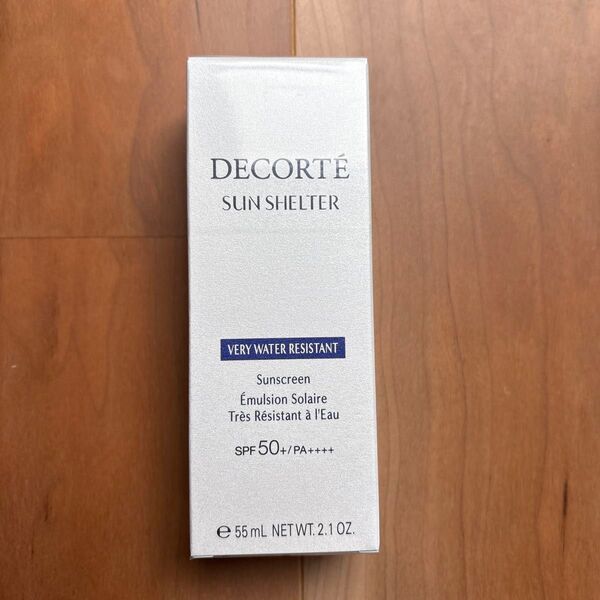 DECORTÉ
SUN SHELTER
VERY WATER RESISTANT
Sunscreen
Émulsion Solaire
Très Résistant à l'Eau
SPF 50+/PA++++
℮ 55 mL NET WT. 2.1 OZ.